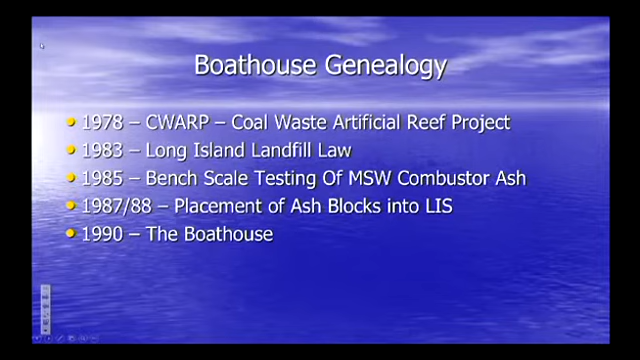 Boathouse Genealogy
1978 – CWARP – Coal Waste Artificial Reef Project
1983 – Long Island Landfill Law
1985 – Bench Scale Testing Of MSW Combustor Ash
1987/88 – Placement of Ash Blocks into LIS
1990 – The Boathouse